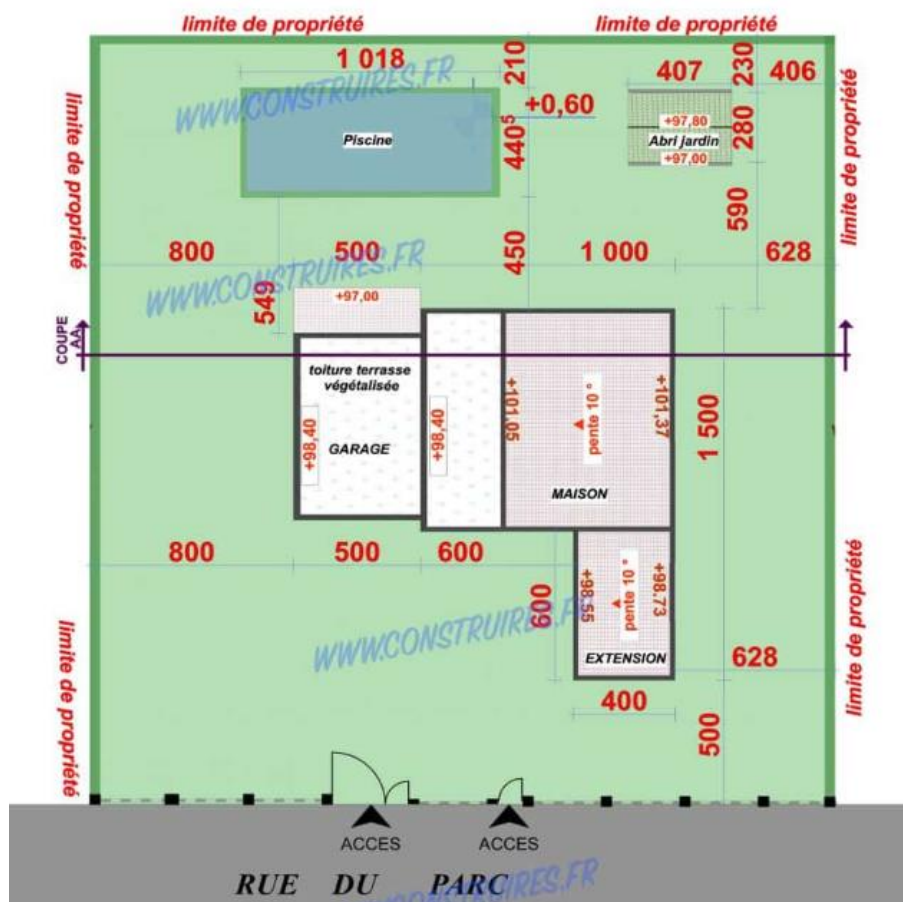 limite de propriété
limite de propriété
1 018
210
407
230
406
WWW.CONSTRUIRES.FR
+0,60
limite de propriété
limite de propriété
Piscine
440⁵
+97,80
Abri jardin
+97,00
280
590
800
500
450
1 000
628
WWW.CONSTRUIRES.FR
549
+97,00
COUPE
AA
toiture terrasse
végétalisée
+98,40
GARAGE
+98,40
+101,05
pente 10 °
+101,37
MAISON
1 500
800
500
600
600
+98.55
pente 10 °
+98.73
EXTENSION
limite de propriété
limite de propriété
WWW.CONSTRUIRES.FR
628
400
500
ACCES
ACCES
RUE DU PARC
WWW.CONSTRUIRES.FR